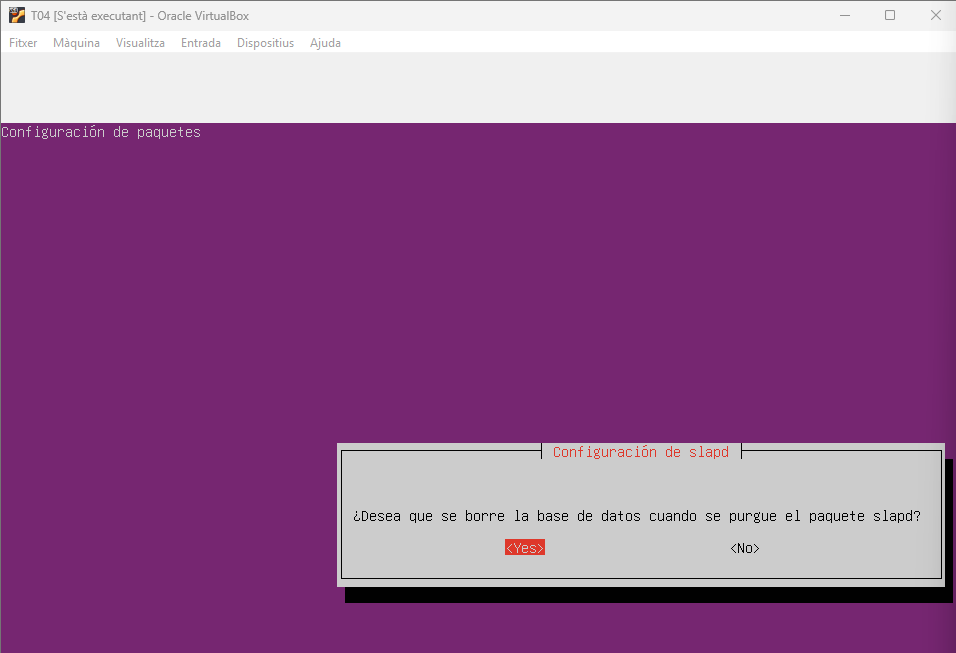 T04 [S'està executant] - Oracle VirtualBox
Fitxer Màquina Visualitza Entrada Dispositius Ajuda
Configuración de paquetes
Configuración de slapd
¿Desea que se borre la base de datos cuando se purgue el paquete slapd?
<Yes> <No>